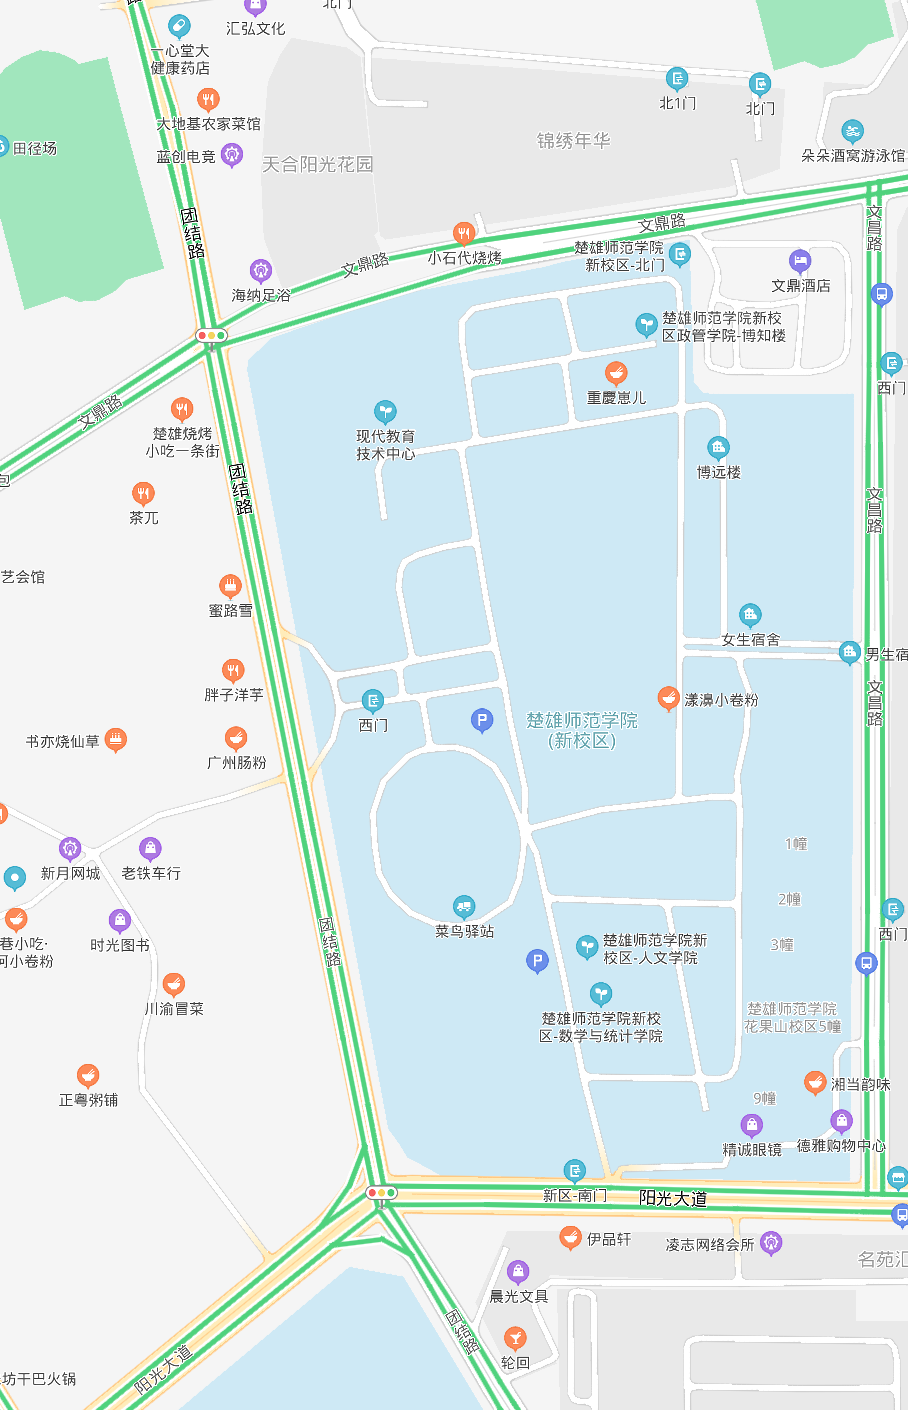 北门
汇弘文化
路
一心堂大
健康药店
北1门
北门
大地基农家菜馆
锦绣年华
田径场
蓝创电竞
天合阳光花园
朵朵酒窝游泳馆
团结路
文鼎路
文昌路
小石代烧烤
楚雄师范学院
新校区-北门
文鼎路
海纳足浴
文鼎酒店
楚雄师范学院新校
区政管学院-博知楼
西门
重慶崽儿
文鼎路
楚雄烧烤
小吃一条街
现代教育
技术中心
博远楼
包
团结路
茶兀
文昌路
艺会馆
蜜路雪
女生宿舍
男生宿
胖子洋芋
漾濞小卷粉
文昌路
西门
P
楚雄师范学院
(新校区)
书亦烧仙草
广州肠粉
1幢
新月网城
老铁车行
2幢
菜鸟驿站
西门
巷小吃·
河小卷粉
时光图书
团结路
楚雄师范学院新
校区-人文学院
3幢
P
川渝冒菜
楚雄师范学院新校
区-数学与统计学院
楚雄师范学院
花果山校区5幢
正粤粥铺
湘当韵味
9幢
精诚眼镜
德雅购物中心
新区-南门
阳光大道
伊品轩
凌志网络会所
名苑汇
晨光文具
团结路
轮回
阳光大道
坊干巴火锅